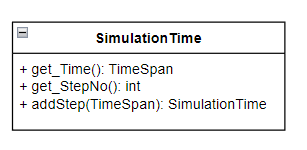 SimulationTime
+ get_Time(): TimeSpan
+ get_StepNo(): int
+ addStep(TimeSpan): SimulationTime